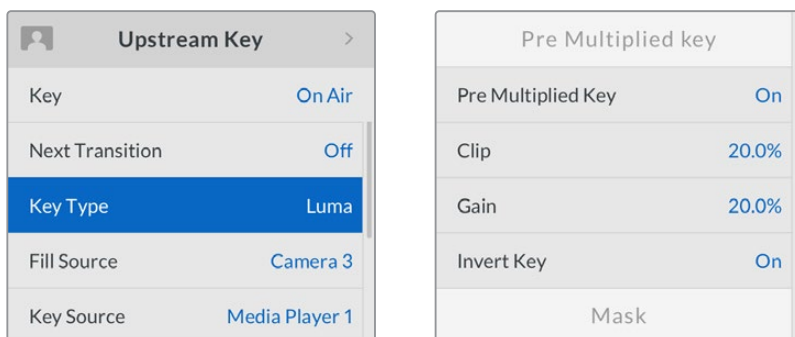 Upstream Key
Key On Air
Next Transition Off
Key Type Luma
Fill Source Camera 3
Key Source Media Player 1
Pre Multiplied key
Pre Multiplied Key On
Clip 20.0%
Gain 20.0%
Invert Key On
Mask